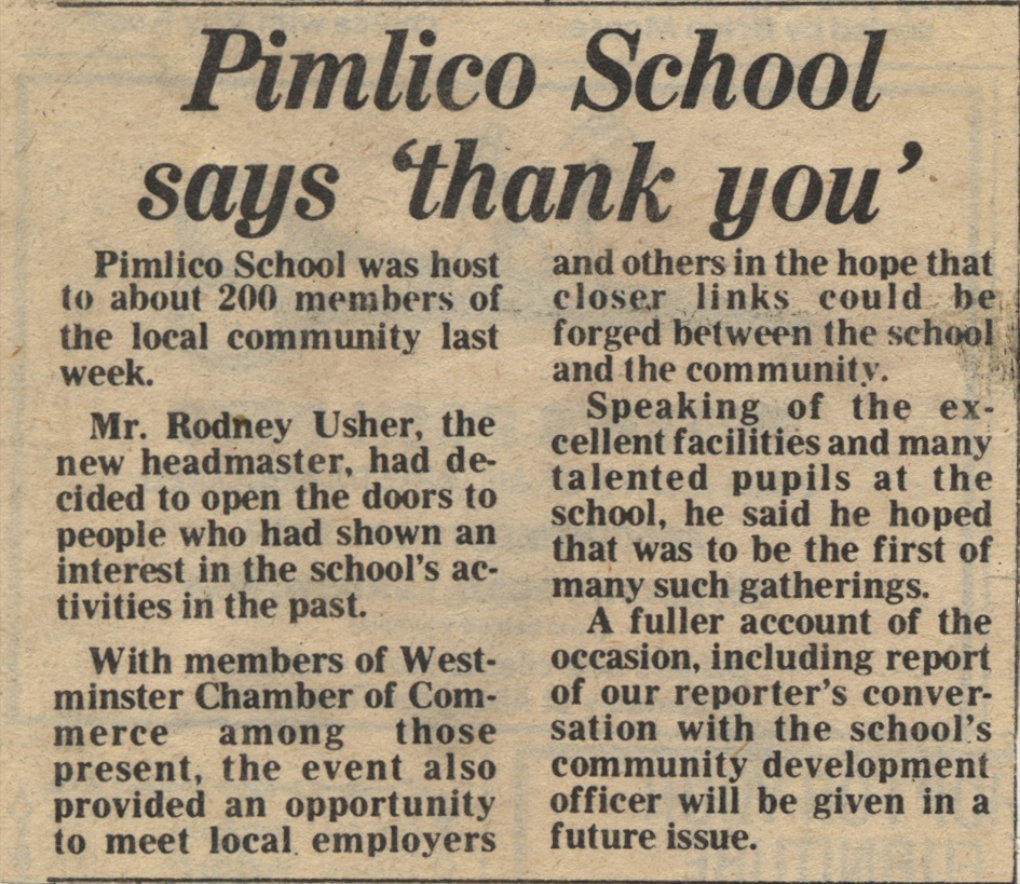 Pimlico School
says 'thank you'
Pimlico School was host
to about 200 members of
the local community last
week.
Mr. Rodney Usher, the
new headmaster, had de-
cided to open the doors to
people who had shown an
interest in the school's ac-
tivities in the past.
With members of West-
minster Chamber of Com-
merce among those
present, the event also
provided an opportunity
to meet local employers
and others in the hope that
closer links could be
forged between the school
and the community.
Speaking of the ex-
cellent facilities and many
talented pupils at the
school, he said he hoped
that was to be the first of
many such gatherings.
A fuller account of the
occasion, including report
of our reporter's conver-
sation with the school's
community development
officer will be given in a
future issue.